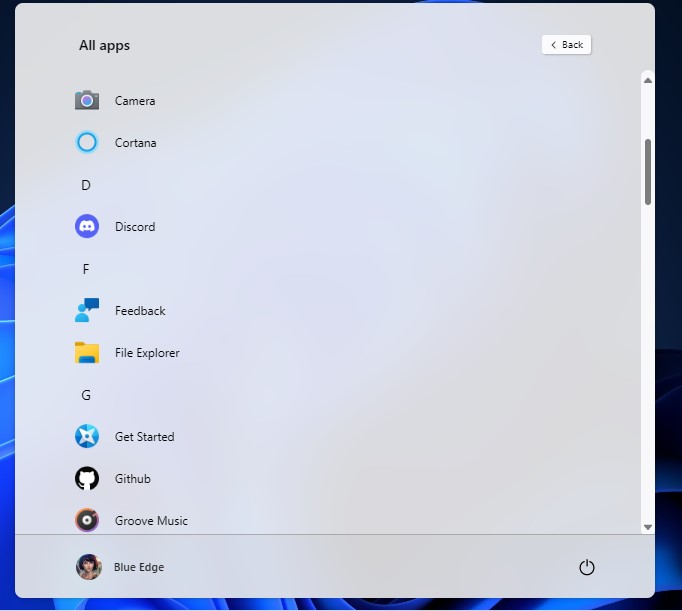 All apps
Back
Camera
Cortana
D
Discord
F
Feedback
File Explorer
G
Get Started
Github
Groove Music
Blue Edge